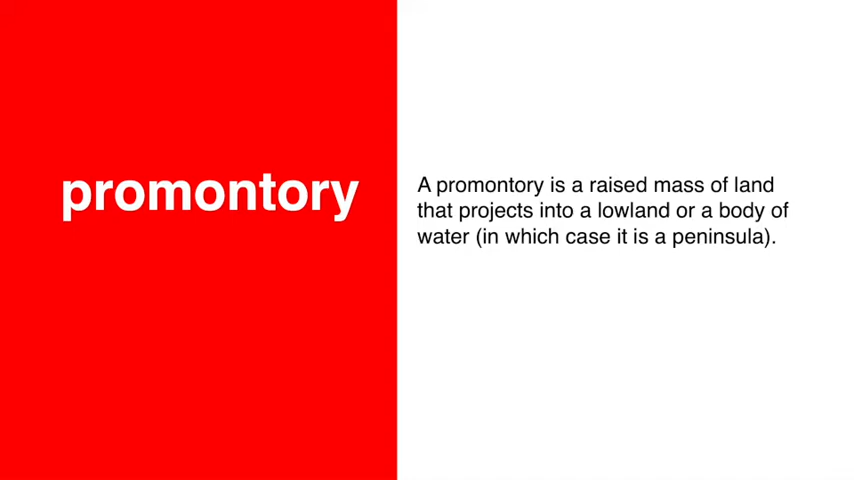 promontory
A promontory is a raised mass of land
that projects into a lowland or a body of
water (in which case it is a peninsula).